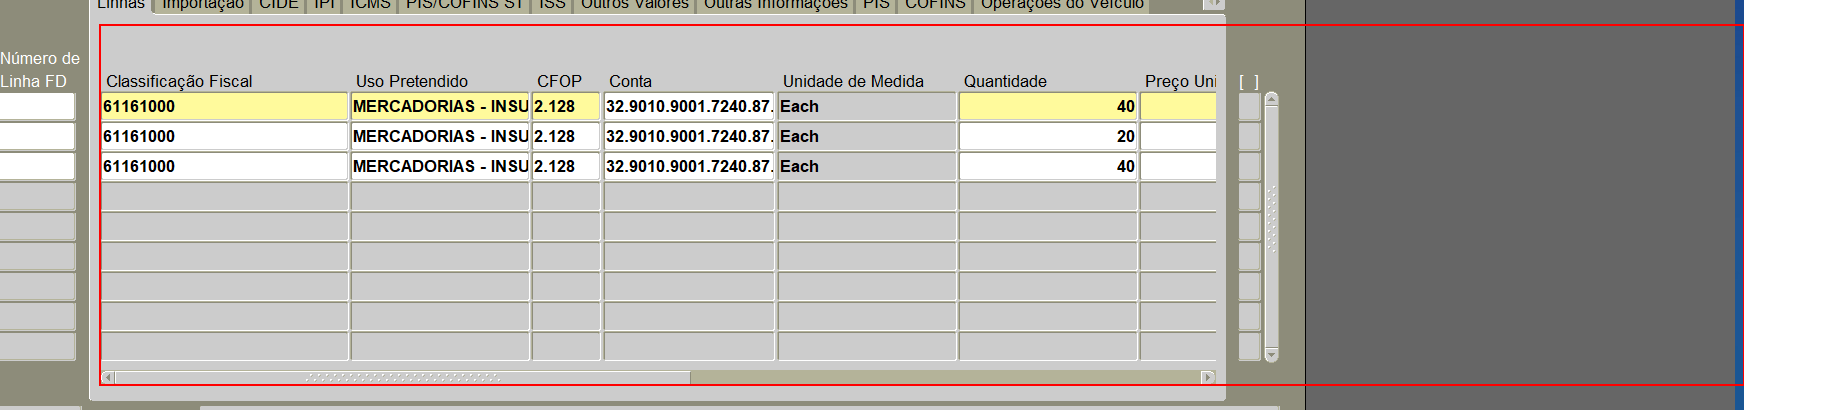 Linhas Importação CIDE IPI ICMS PIS/COFINS ST ISS Outros Valores Outras Informações PIS COFINS Operações do Veículo
Número de
Linha FD Classificação Fiscal Uso Pretendido CFOP Conta Unidade de Medida Quantidade Preço Uni [ ]
61161000 MERCADORIAS - INSU 2.128 32.9010.9001.7240.87. Each 40
61161000 MERCADORIAS - INSU 2.128 32.9010.9001.7240.87. Each 20
61161000 MERCADORIAS - INSU 2.128 32.9010.9001.7240.87. Each 40